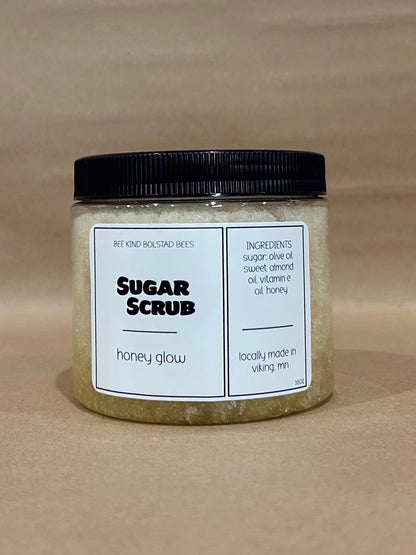 BEE KIND BOLSTAD BEES
SUGAR
SCRUB
honey glow
INGREDIENTS
sugar, olive oil
sweet, almond
oil, vitamin e
oil, honey
locally made in
viking, mn
16OZ